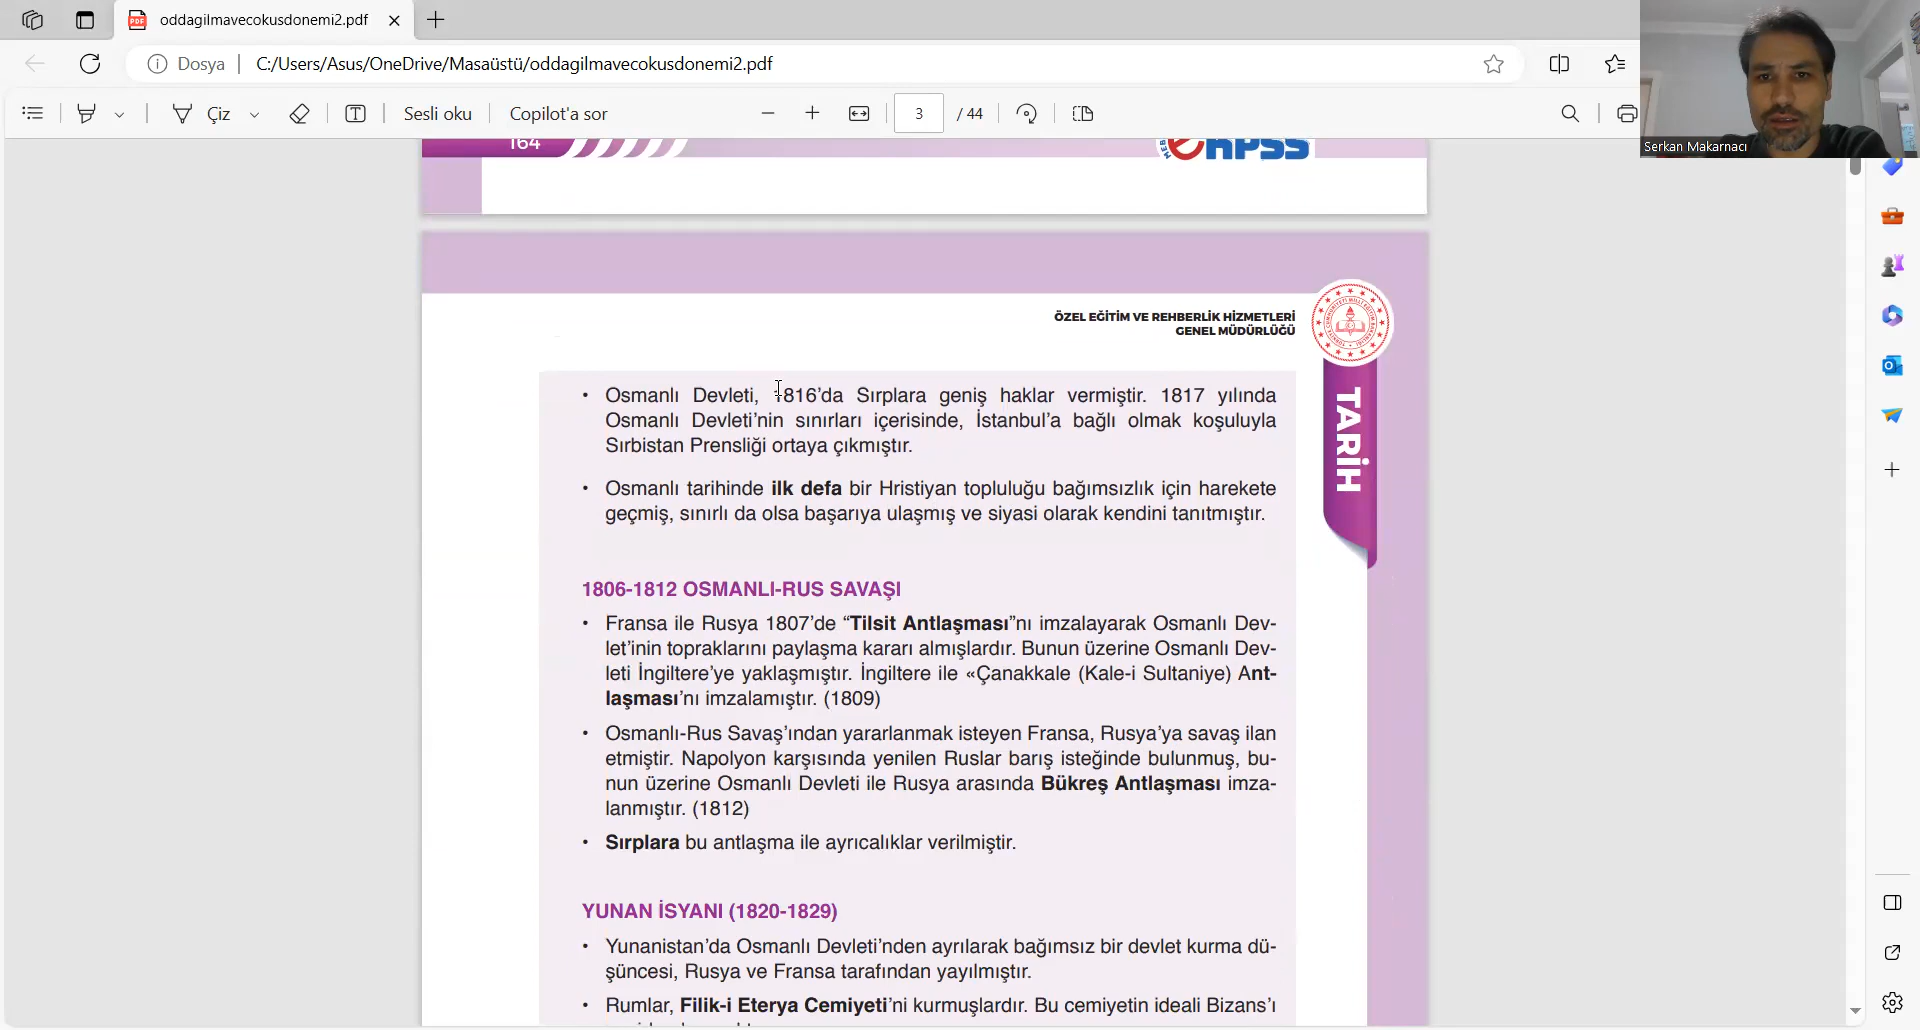 oddagilmavecokusdonemi2.pdf
Dosya
C:/Users/Asus/OneDrive/Masaüstü/oddagilmavecokusdonemi2.pdf
Çiz
Sesli oku
Copilot'a sor
3
/ 44
Serkan Makarnacı
164
MEB
eKPSS
ÖZEL EĞİTİM VE REHBERLİK HİZMETLERİ
GENEL MÜDÜRLÜĞÜ
TARİH
• Osmanlı Devleti, 1816’da Sırplara geniş haklar vermiştir. 1817 yılında
Osmanlı Devleti’nin sınırları içerisinde, İstanbul’a bağlı olmak koşuluyla
Sırbistan Prensliği ortaya çıkmıştır.
• Osmanlı tarihinde ilk defa bir Hristiyan topluluğu bağımsızlık için harekete
geçmiş, sınırlı da olsa başarıya ulaşmış ve siyasi olarak kendini tanıtmıştır.
1806-1812 OSMANLI-RUS SAVAŞI
• Fransa ile Rusya 1807’de “Tilsit Antlaşması”nı imzalayarak Osmanlı Dev-
let’inin topraklarını paylaşma kararı almışlardır. Bunun üzerine Osmanlı Dev-
leti İngiltere’ye yaklaşmıştır. İngiltere ile «Çanakkale (Kale-i Sultaniye) Ant-
laşması’nı imzalamıştır. (1809)
• Osmanlı-Rus Savaş’ından yararlanmak isteyen Fransa, Rusya’ya savaş ilan
etmiştir. Napolyon karşısında yenilen Ruslar barış isteğinde bulunmuş, bu-
nun üzerine Osmanlı Devleti ile Rusya arasında Bükreş Antlaşması imza-
lanmıştır. (1812)
• Sırplara bu antlaşma ile ayrıcalıklar verilmiştir.
YUNAN İSYANI (1820-1829)
• Yunanistan’da Osmanlı Devleti’nden ayrılarak bağımsız bir devlet kurma dü-
şüncesi, Rusya ve Fransa tarafından yayılmıştır.
• Rumlar, Filik-i Eterya Cemiyeti’ni kurmuşlardır. Bu cemiyetin ideali Bizans’ı